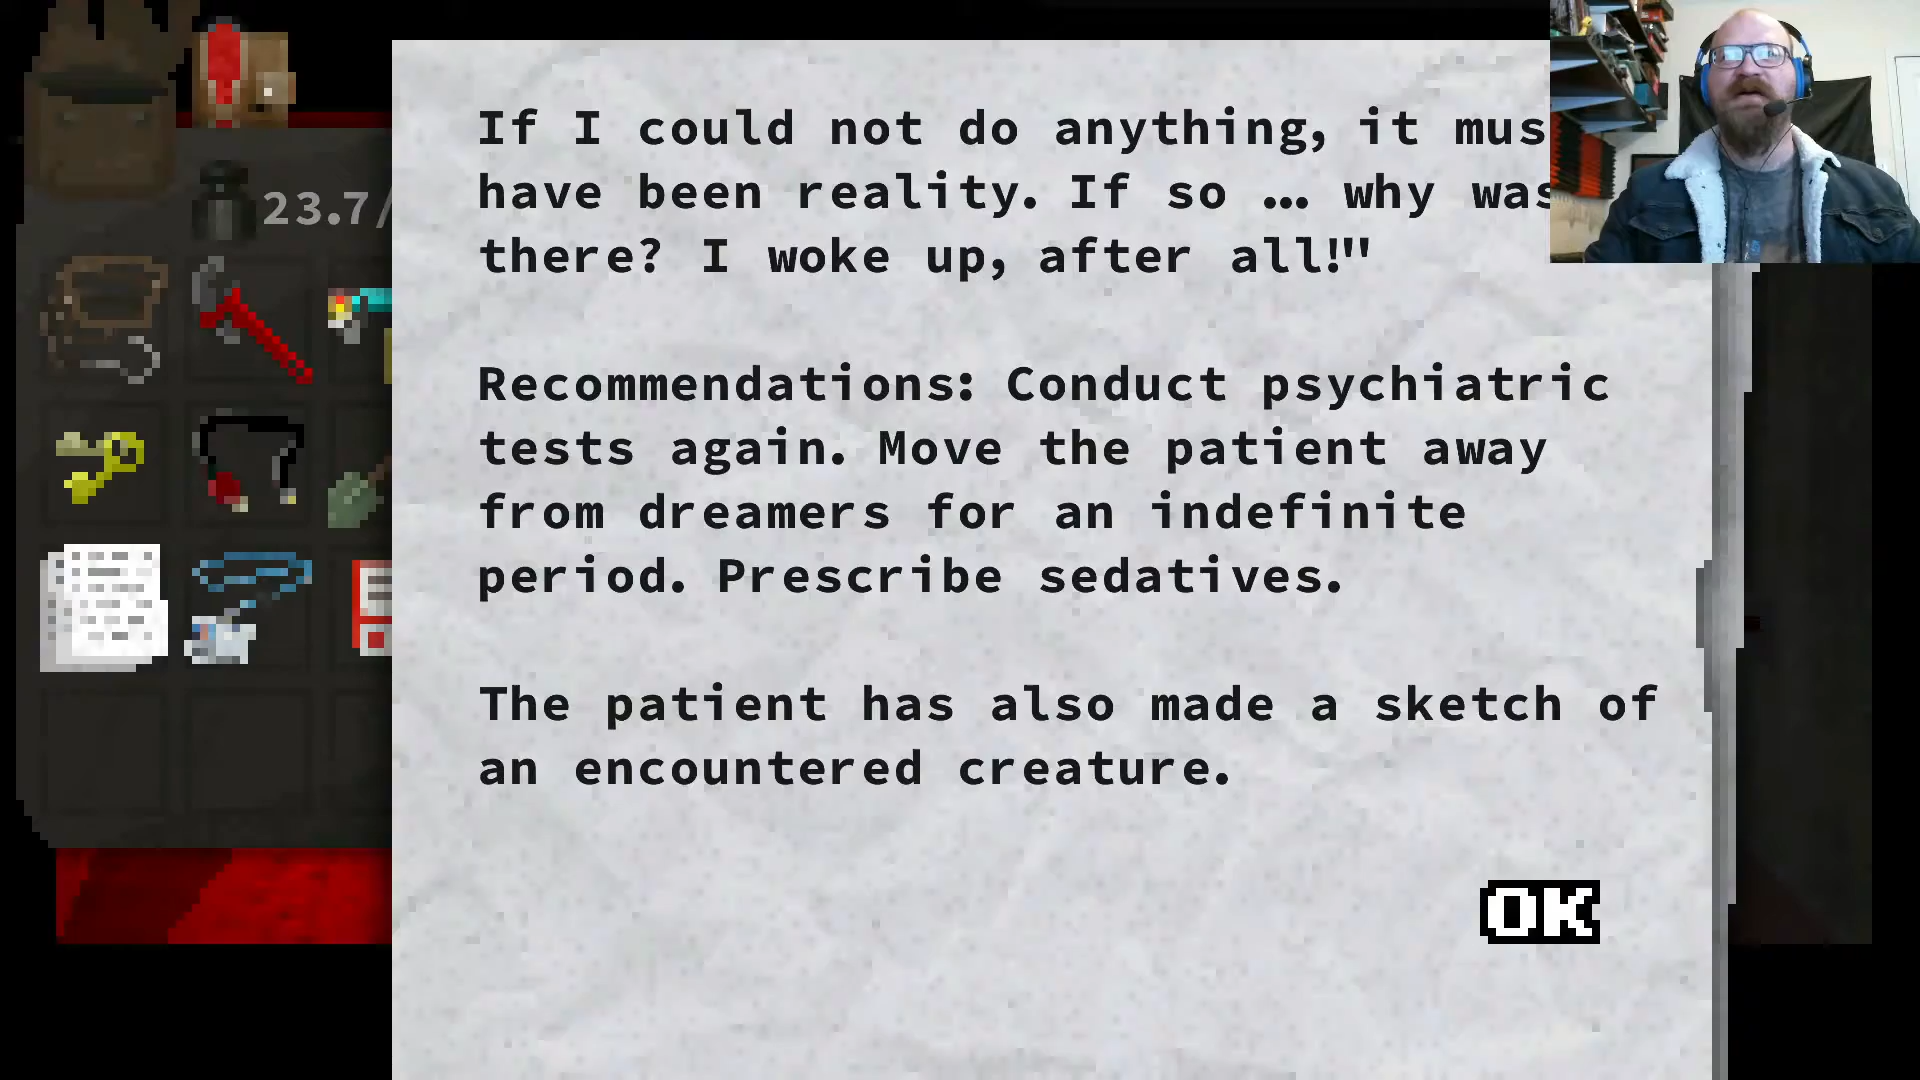 If I could not do anything, it mus
have been reality. If so … why was
there? I woke up, after all!"
Recommendations: Conduct psychiatric
tests again. Move the patient away
from dreamers for an indefinite
period. Prescribe sedatives.
The patient has also made a sketch of
an encountered creature.
OK
23.7/